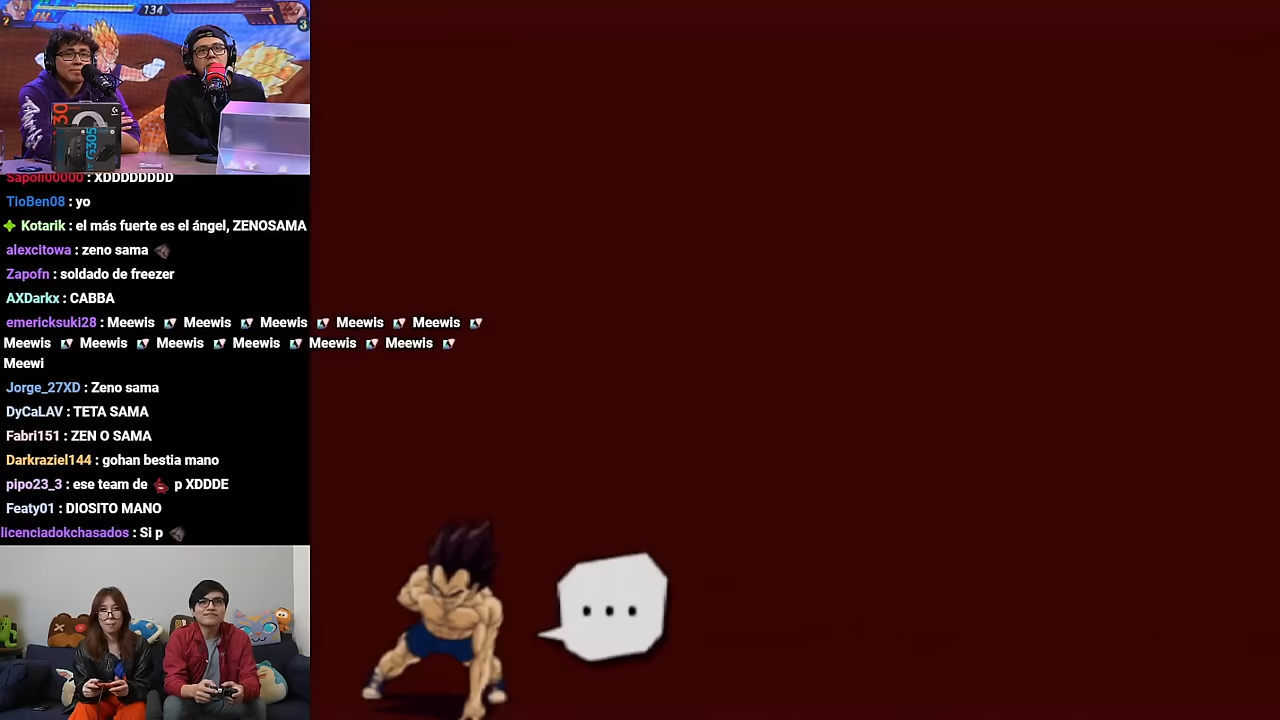 2
134
3
G305
Sapoli00000 : XDDDDDDDD
TioBen08 : yo
Kotarik : el más fuerte es el ángel, ZENOSAMA
alexcitowa : zeno sama
Zapofn : soldado de freezer
AXDarkx : CABBA
emericksuki28 : Meewis Meewis Meewis Meewis Meewis
Meewis Meewis Meewis Meewis Meewis Meewis
Meewi
Jorge_27XD : Zeno sama
DyCaLAV : TETA SAMA
Fabri151 : ZEN O SAMA
Darkraziel144 : gohan bestia mano
pipo23_3 : ese team de p XDDDE
Featy01 : DIOSITO MANO
licenciadokchasados : Si p
...